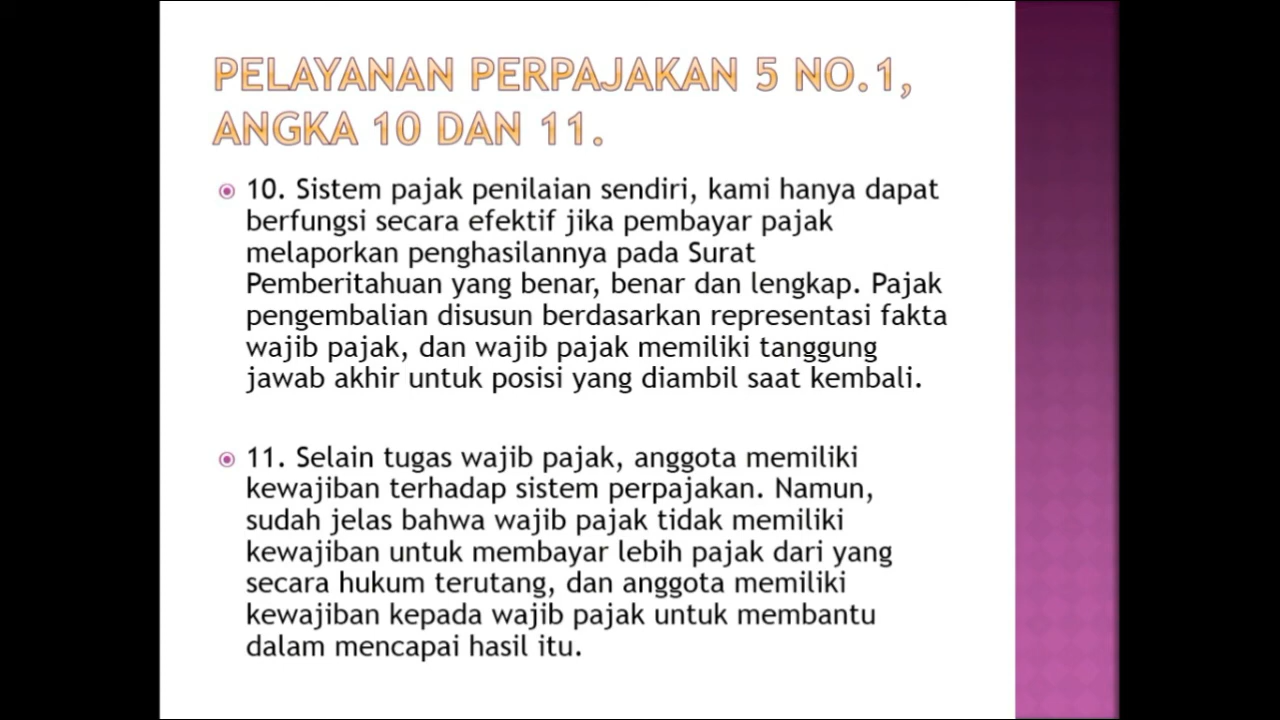 PELAYANAN PERPAJAKAN 5 NO.1,
ANGKA 10 DAN 11.
10. Sistem pajak penilaian sendiri, kami hanya dapat
berfungsi secara efektif jika pembayar pajak
melaporkan penghasilannya pada Surat
Pemberitahuan yang benar, benar dan lengkap. Pajak
pengembalian disusun berdasarkan representasi fakta
wajib pajak, dan wajib pajak memiliki tanggung
jawab akhir untuk posisi yang diambil saat kembali.
11. Selain tugas wajib pajak, anggota memiliki
kewajiban terhadap sistem perpajakan. Namun,
sudah jelas bahwa wajib pajak tidak memiliki
kewajiban untuk membayar lebih pajak dari yang
secara hukum terutang, dan anggota memiliki
kewajiban kepada wajib pajak untuk membantu
dalam mencapai hasil itu.